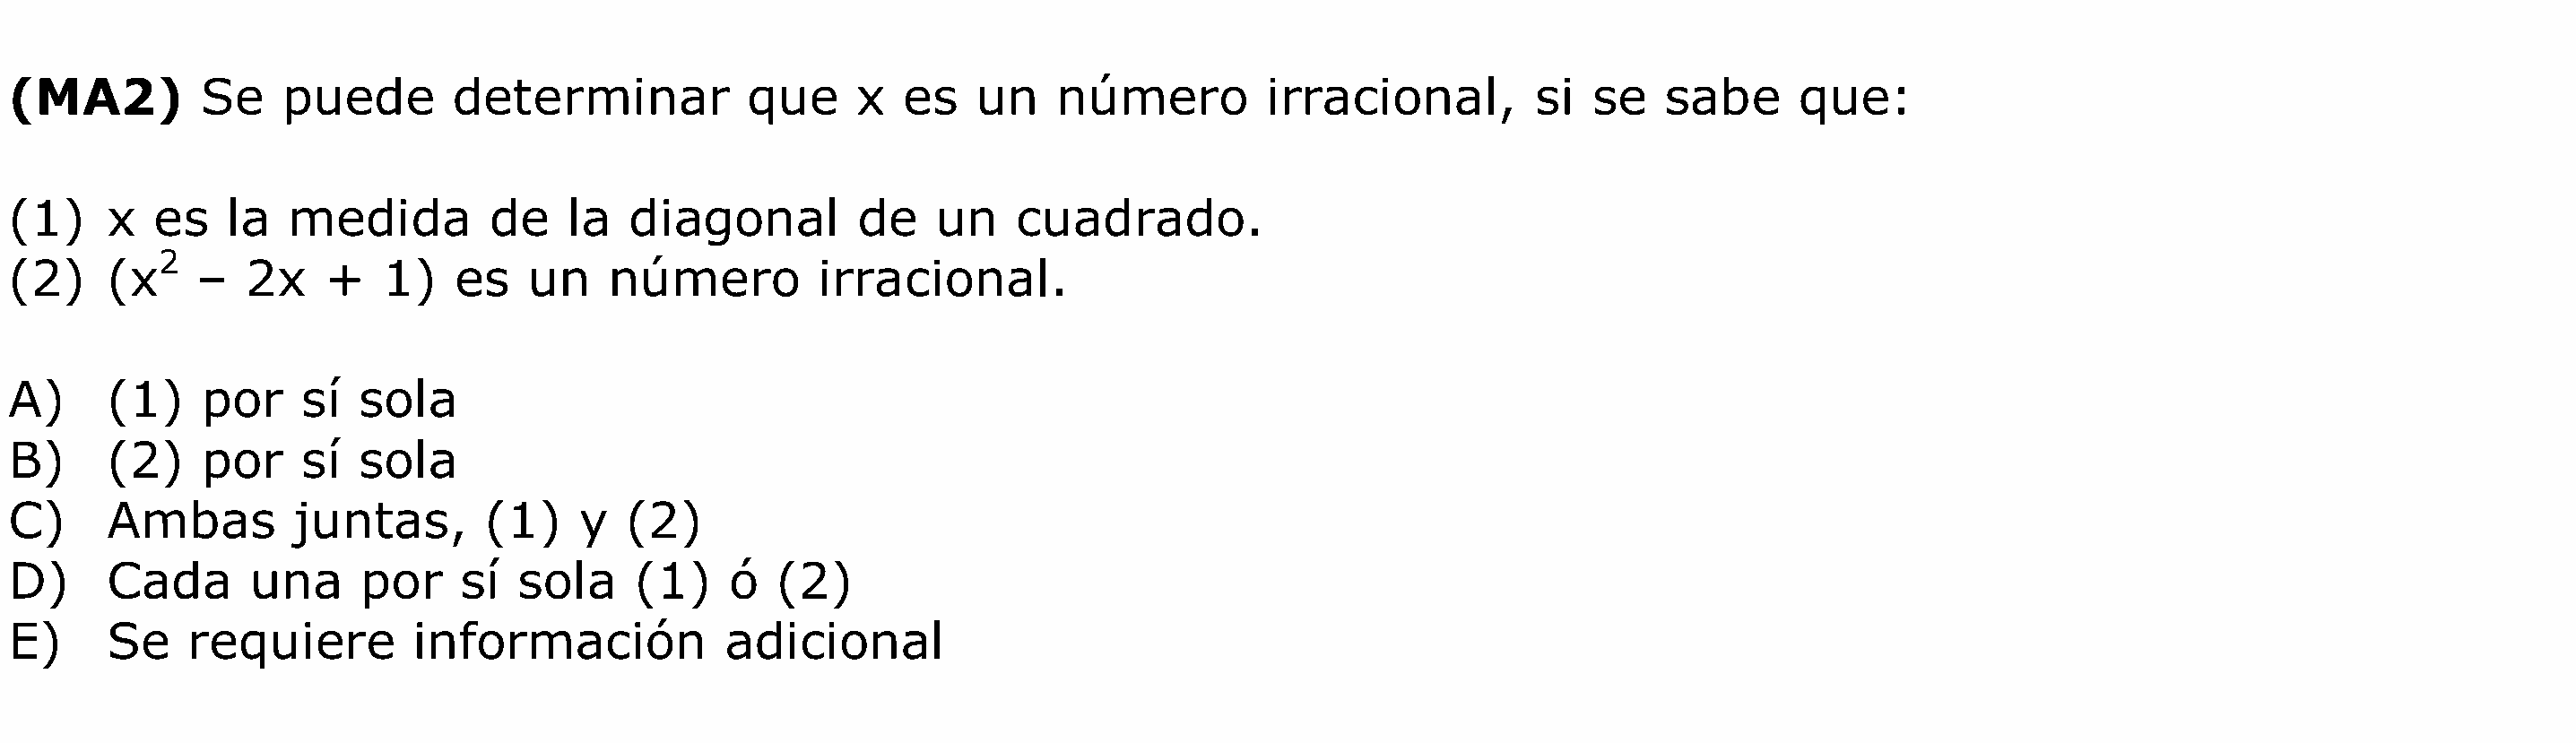 (MA2) Se puede determinar que x es un número irracional, si se sabe que:
(1) x es la medida de la diagonal de un cuadrado.
(2) (x² – 2x + 1) es un número irracional.
A) (1) por sí sola
B) (2) por sí sola
C) Ambas juntas, (1) y (2)
D) Cada una por sí sola (1) ó (2)
E) Se requiere información adicional